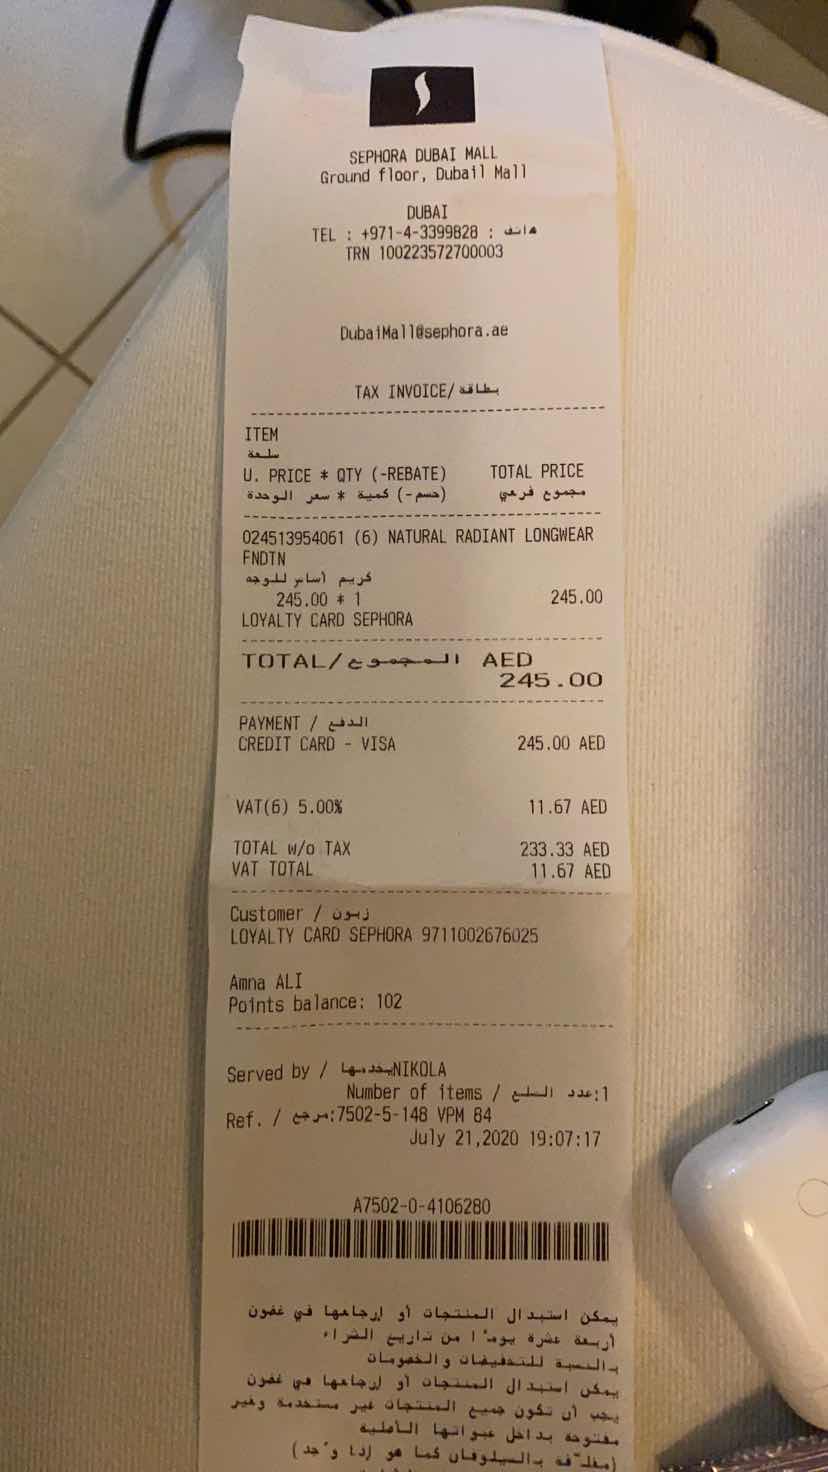 SEPHORA DUBAI MALL
Ground floor, Dubail Mall
DUBAI
TEL : +971-4-3399828 : هاتف
TRN 100223572700003
DubaiMall@sephora.ae
TAX INVOICE/بطاقة
ITEM
سلعة
U. PRICE * QTY (-REBATE) TOTAL PRICE
(حسم-) كمية * سعر الوحدة مجموع فرعي
024513954061 (6) NATURAL RADIANT LONGWEAR
FNDTN
كريم أساس للوجه
245.00 * 1 245.00
LOYALTY CARD SEPHORA
TOTAL/المجموع AED
245.00
PAYMENT / الدفع
CREDIT CARD - VISA 245.00 AED
VAT(6) 5.00% 11.67 AED
TOTAL w/o TAX 233.33 AED
VAT TOTAL 11.67 AED
Customer / زبون
LOYALTY CARD SEPHORA 9711002676025
Amna ALI
Points balance: 102
Served by / يخدمها NIKOLA
Number of items / عدد السلع:1
Ref. / مرجع:7502-5-148 VPM 84
July 21,2020 19:07:17
A7502-0-4106280
يمكن استبدال المنتجات أو إرجاعها في غضون
أربعة عشرة يومًا من تاريخ الشراء
بالنسبة للتخفيضات والخصومات
يمكن استبدال المنتجات أو إرجاعها في غضون
يجب أن تكون جميع المنتجات غير مستخدمة وغير
مفتوحة بداخل عبواتها الأصلية
(مغلّفة بالسيلوفان كما هو إذا وُجد)